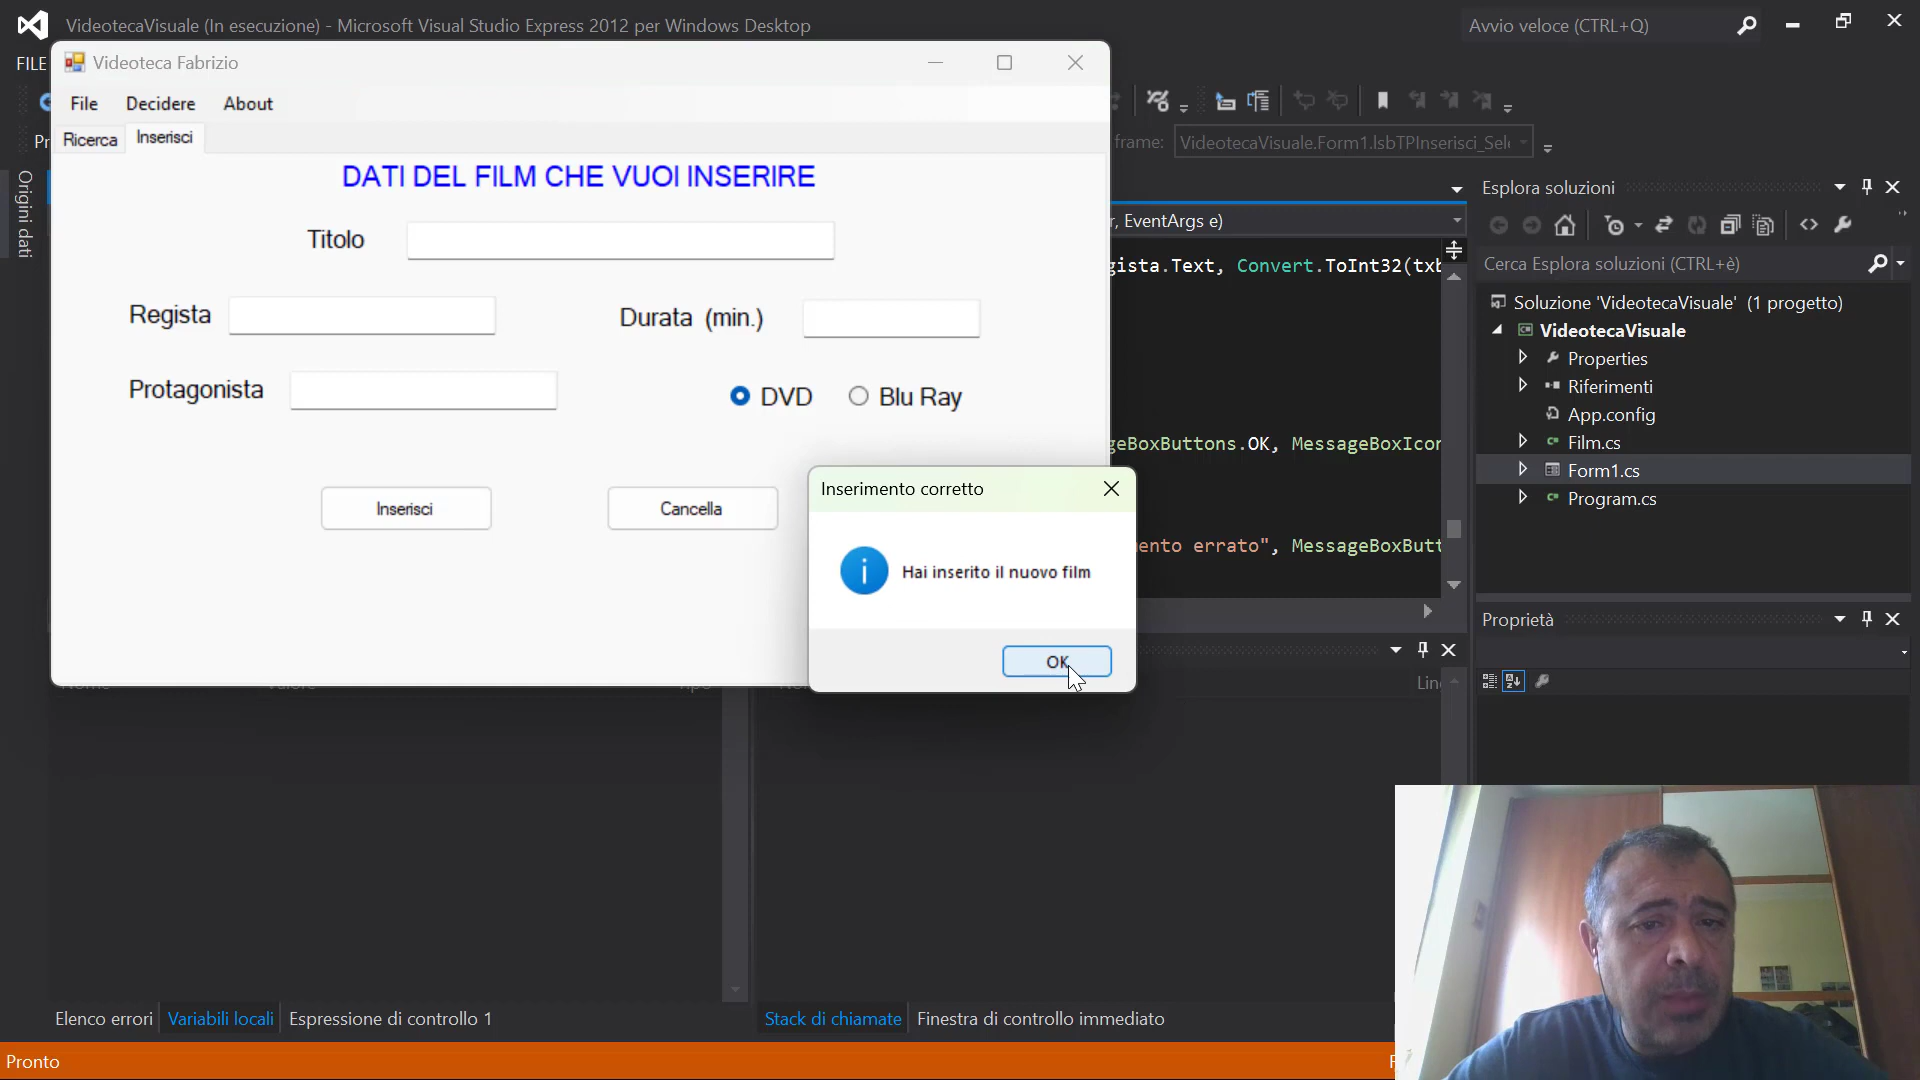 VideotecaVisuale (In esecuzione) - Microsoft Visual Studio Express 2012 per Windows Desktop
Avvio veloce (CTRL+Q)
FILE
Videoteca Fabrizio
File Decidere About
Ricerca Inserisci
DATI DEL FILM CHE VUOI INSERIRE
Titolo
Regista
Durata (min.)
Protagonista
DVD
Blu Ray
Inserisci
Cancella
Inserimento corretto
Hai inserito il nuovo film
OK
Origini dati
frame:
VideotecaVisuale.Form1.lsbTPInserisci_Sel
r, EventArgs e)
gista.Text, Convert.ToInt32(txb
geBoxButtons.OK, MessageBoxIcon
ento errato", MessageBoxButt
Esplora soluzioni
Cerca Esplora soluzioni (CTRL+è)
Soluzione 'VideotecaVisuale' (1 progetto)
VideotecaVisuale
Properties
Riferimenti
App.config
Film.cs
Form1.cs
Program.cs
Proprietà
Elenco errori Variabili locali Espressione di controllo 1
Stack di chiamate Finestra di controllo immediato
Pronto